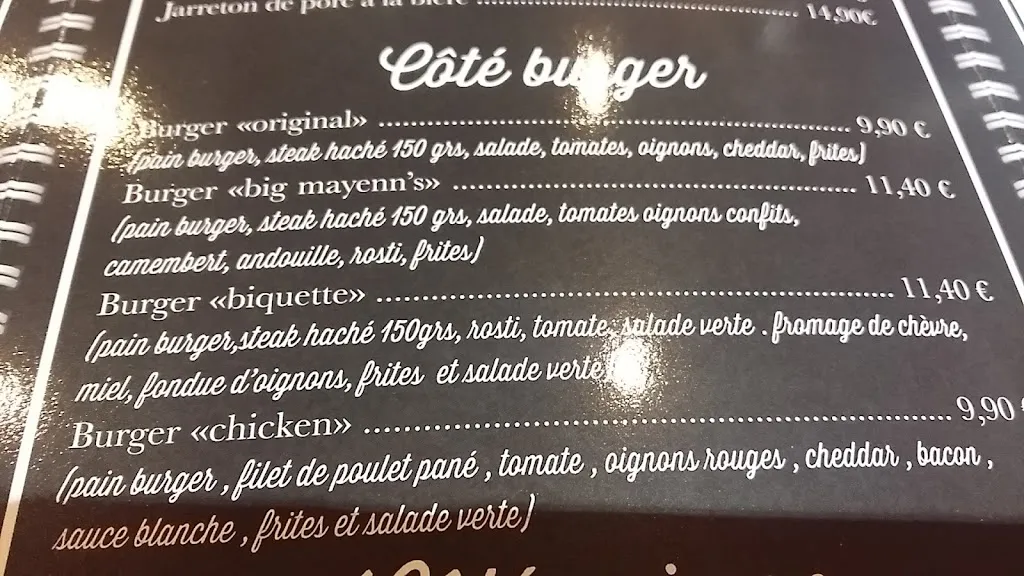 Jarreton de porc à la bière ........ 14,90€
Côté burger
Burger «original» ........ 9,90 €
(pain burger, steak haché 150 grs, salade, tomates, oignons, cheddar, frites)
Burger «big mayenn's» ........ 11,40 €
(pain burger, steak haché 150 grs, salade, tomates oignons confits,
camembert, andouille, rosti, frites)
Burger «biquette» ........ 11,40 €
(pain burger,steak haché 150grs, rosti, tomate, salade verte . fromage de chèvre,
miel, fondue d'oignons, frites et salade verte)
Burger «chicken» ........ 9,90
(pain burger , filet de poulet pané , tomate , oignons rouges , cheddar , bacon ,
sauce blanche , frites et salade verte)